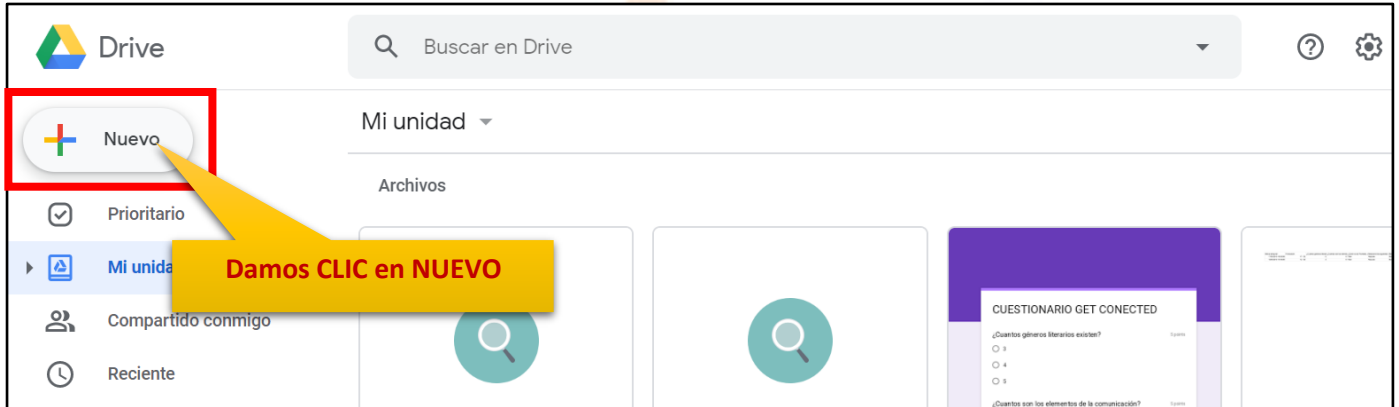 Drive
Buscar en Drive
Nuevo
Mi unidad
Archivos
Prioritario
Mi unida
Damos CLIC en NUEVO
Compartido conmigo
Reciente
CUESTIONARIO GET CONECTED
¿Cuantos géneros literarios existen?
3
4
5
¿Cuantos son los elementos de la comunicación?